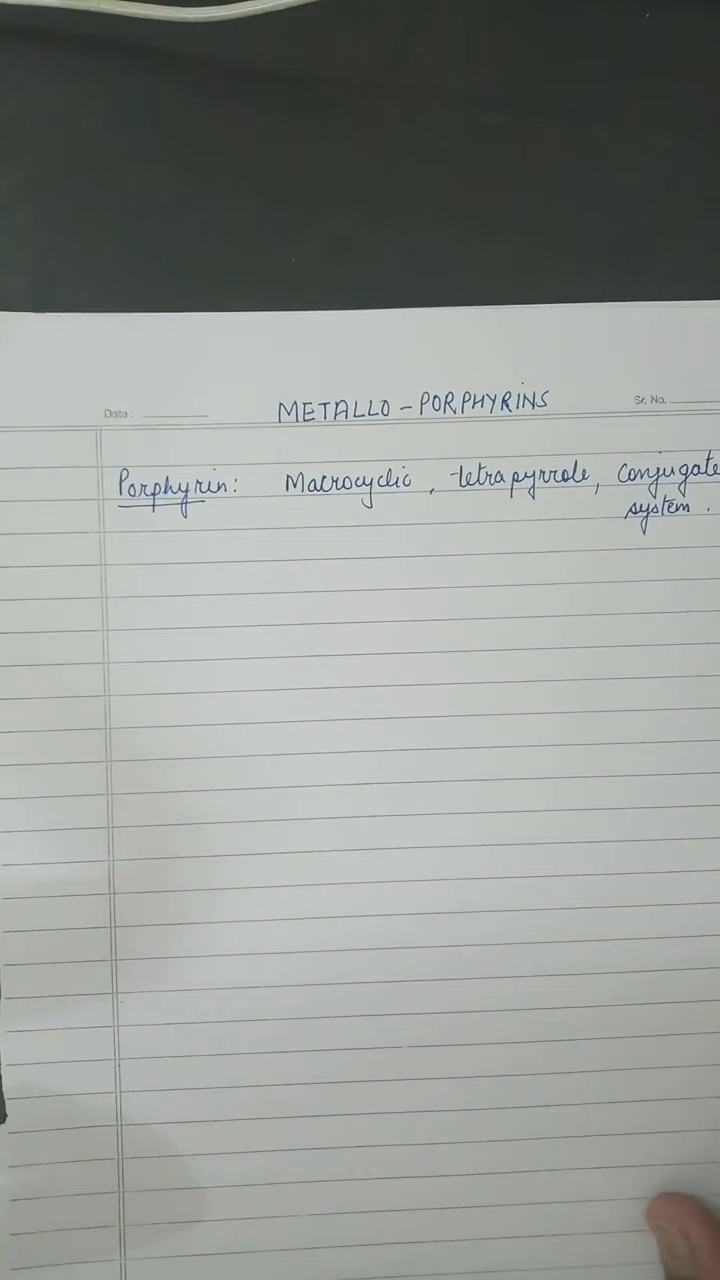 Date :
METALLO - PORPHYRINS
Sr. No.
Porphyrin: Macrocyclic, tetrapyrrole, conjugate
system.